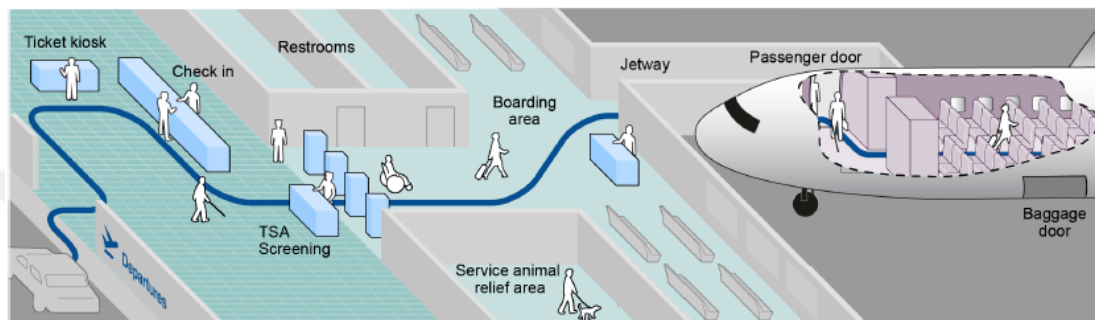 Ticket kiosk
Check in
Restrooms
Boarding
area
Jetway
Passenger door
TSA
Screening
Departures
Service animal
relief area
Baggage
door